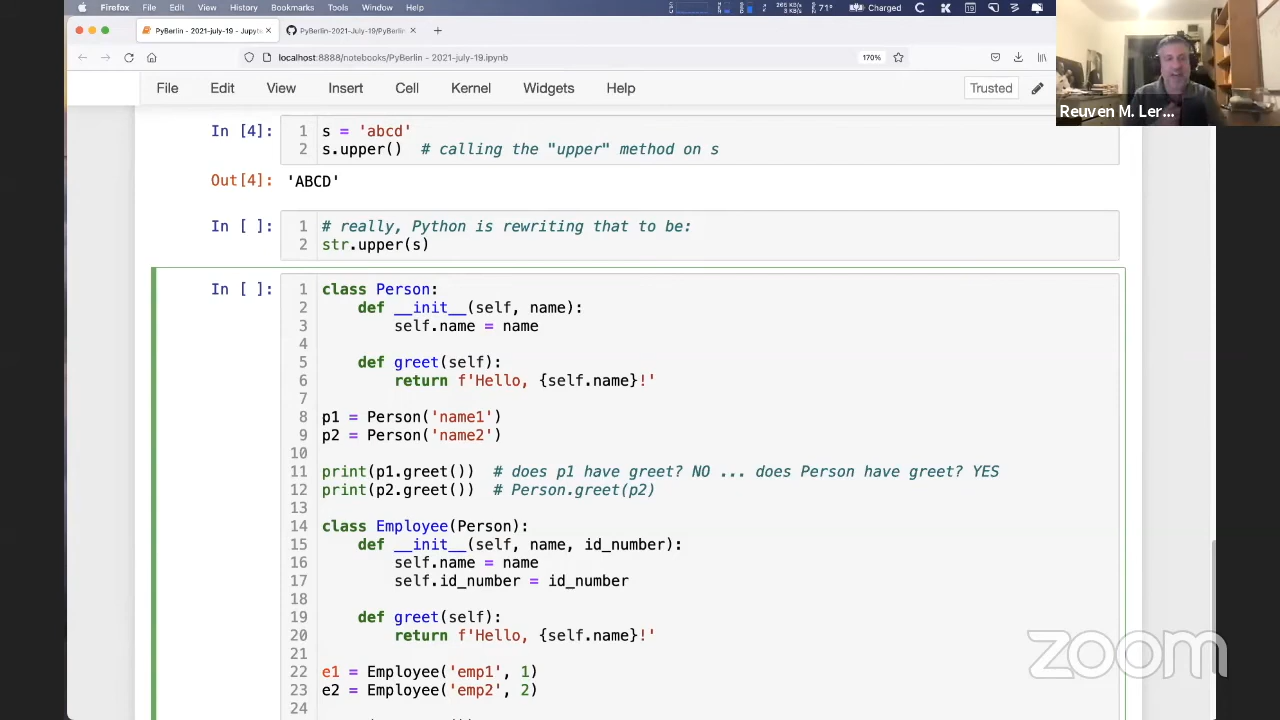 Firefox File Edit View History Bookmarks Tools Window Help
Charged
PyBerlin - 2021-july-19 - Jupyt
PyBerlin-2021-July-19/PyBerlin
localhost:8888/notebooks/PyBerlin - 2021-july-19.ipynb
170%
File Edit View Insert Cell Kernel Widgets Help
Trusted
Reuven M. Ler...
In [4]:
1 s = 'abcd'
2 s.upper() # calling the "upper" method on s
Out[4]: 'ABCD'
In [ ]:
1 # really, Python is rewriting that to be:
2 str.upper(s)
In [ ]:
1 class Person:
2 def __init__(self, name):
3 self.name = name
4
5 def greet(self):
6 return f'Hello, {self.name}!'
7
8 p1 = Person('name1')
9 p2 = Person('name2')
10
11 print(p1.greet()) # does p1 have greet? NO ... does Person have greet? YES
12 print(p2.greet()) # Person.greet(p2)
13
14 class Employee(Person):
15 def __init__(self, name, id_number):
16 self.name = name
17 self.id_number = id_number
18
19 def greet(self):
20 return f'Hello, {self.name}!'
21
22 e1 = Employee('emp1', 1)
23 e2 = Employee('emp2', 2)
24
zoom